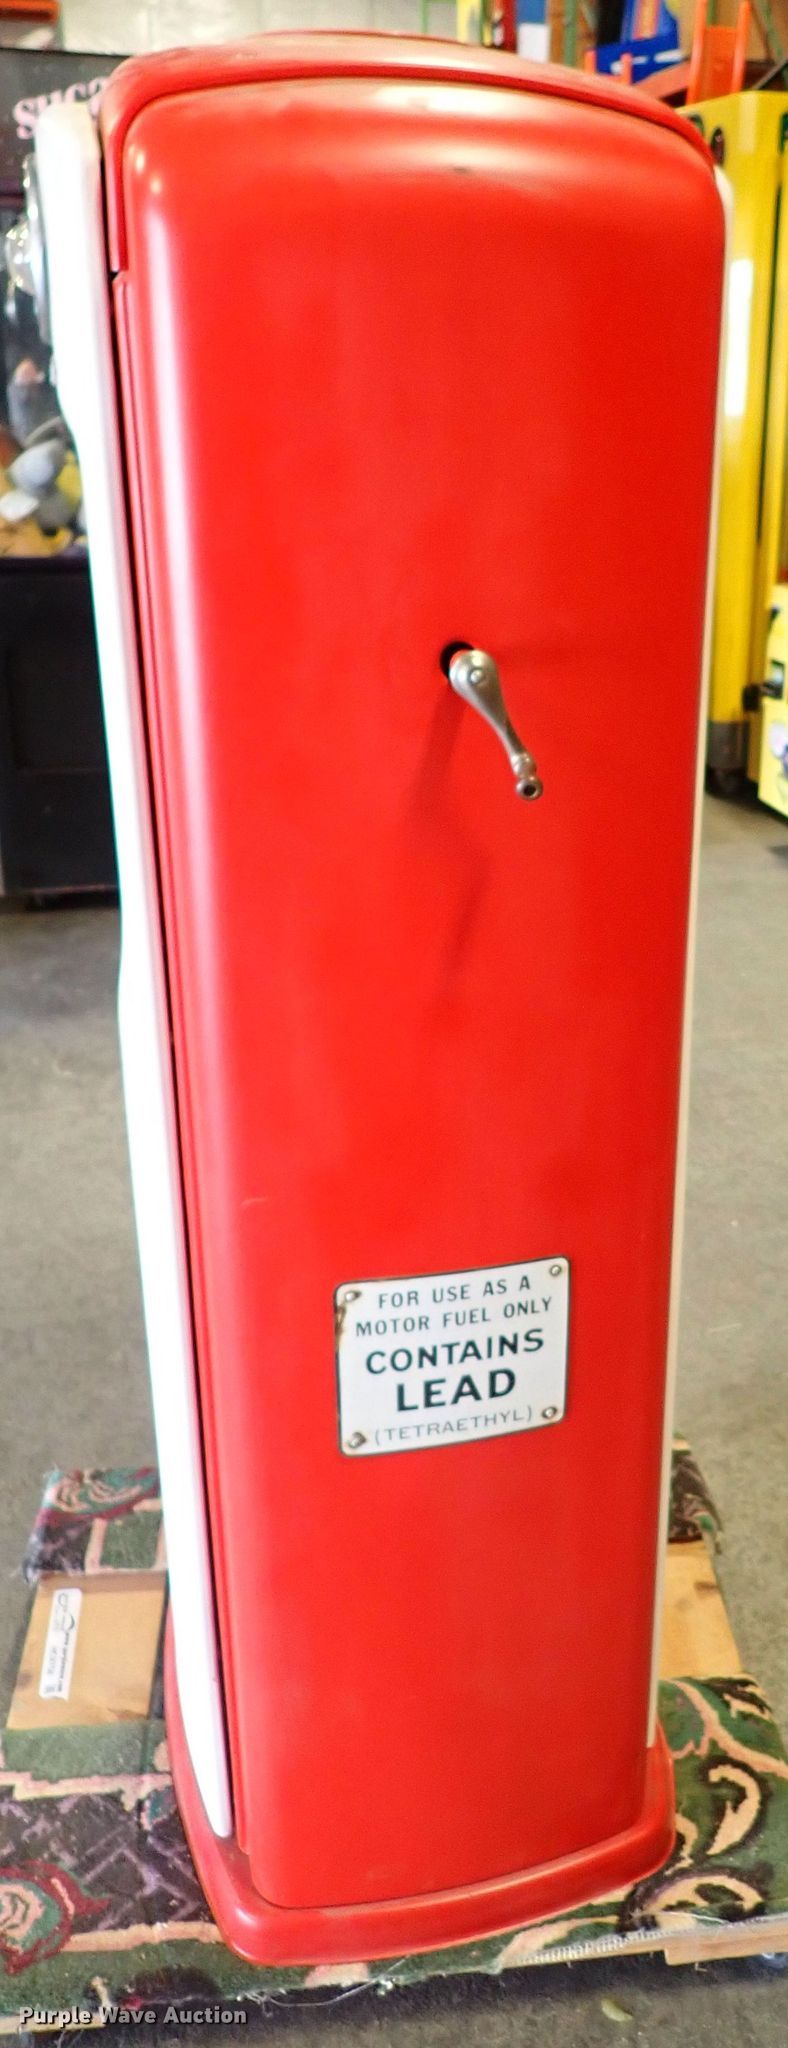 FOR USE AS A
MOTOR FUEL ONLY
CONTAINS
LEAD
(TETRAETHYL)
Purple Wave Auction